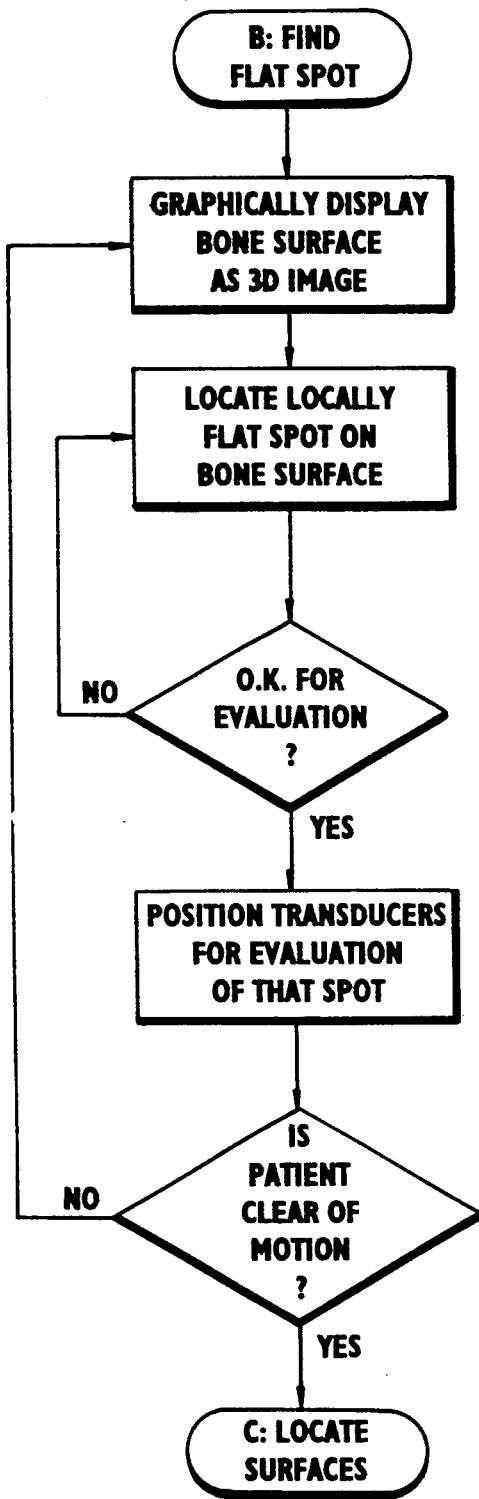 B: FIND
FLAT SPOT
GRAPHICALLY DISPLAY
BONE SURFACE
AS 3D IMAGE
LOCATE LOCALLY
FLAT SPOT ON
BONE SURFACE
NO
O.K. FOR
EVALUATION
?
YES
POSITION TRANSDUCERS
FOR EVALUATION
OF THAT SPOT
NO
IS
PATIENT
CLEAR OF
MOTION
?
YES
C: LOCATE
SURFACES